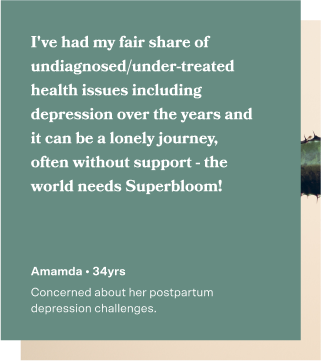 I've had my fair share of
undiagnosed/under-treated
health issues including
depression over the years and
it can be a lonely journey,
often without support - the
world needs Superbloom!
Amamda • 34yrs
Concerned about her postpartum
depression challenges.